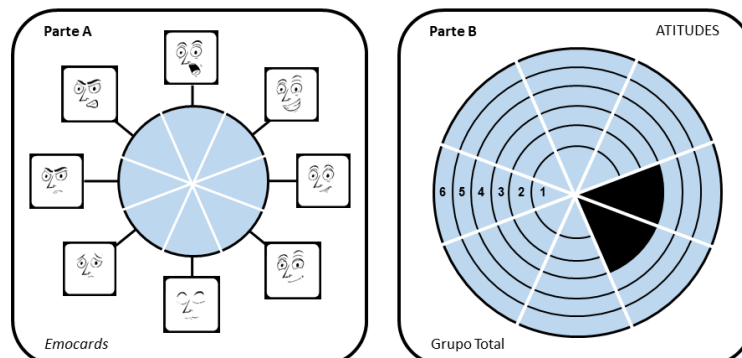 Parte A
Emocards
Parte B
ATITUDES
6 5 4 3 2 1
Grupo Total